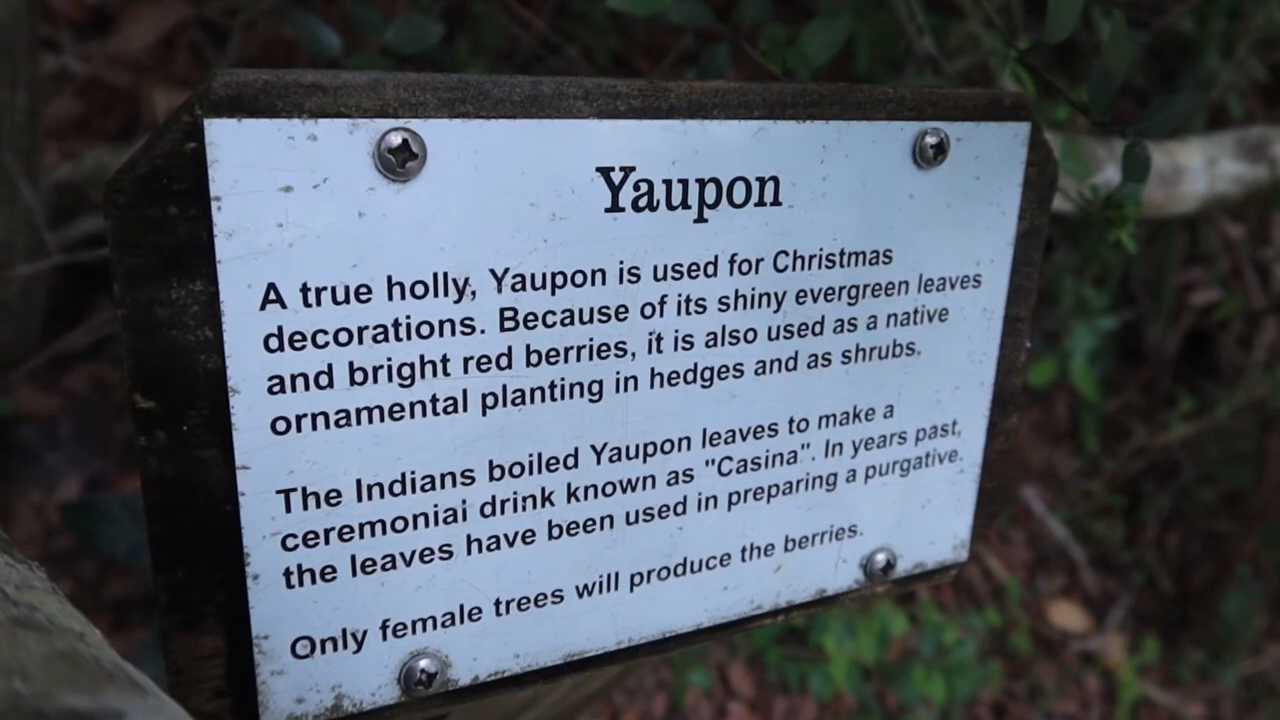 Yaupon
A true holly, Yaupon is used for Christmas
decorations. Because of its shiny evergreen leaves
and bright red berries, it is also used as a native
ornamental planting in hedges and as shrubs.
The Indians boiled Yaupon leaves to make a
ceremonial drink known as "Casina". In years past,
the leaves have been used in preparing a purgative.
Only female trees will produce the berries.